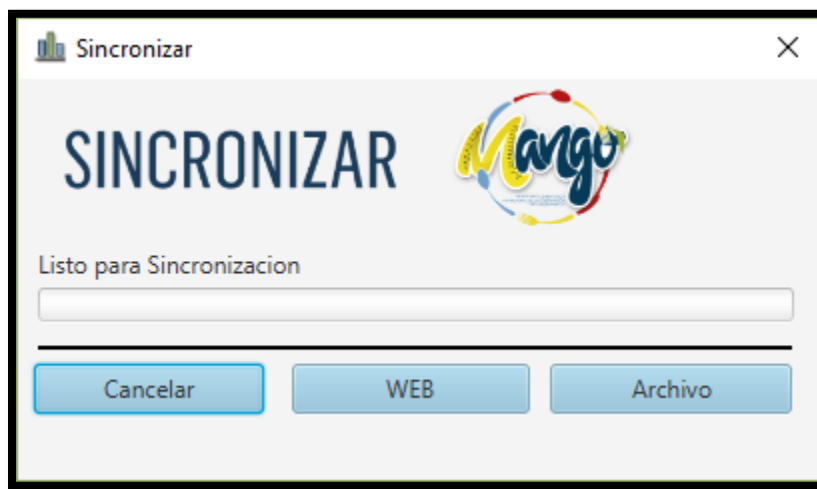 Sincronizar
SINCRONIZAR
Mango
Listo para Sincronizacion
Cancelar WEB Archivo